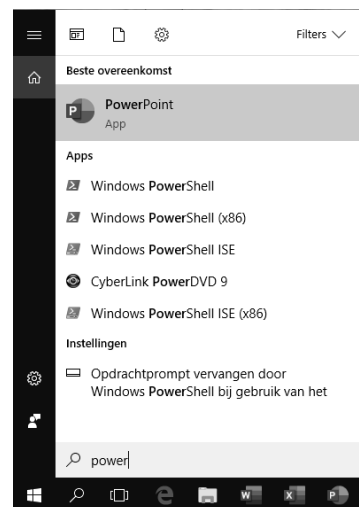 Filters
Beste overeenkomst
PowerPoint
App
Apps
Windows PowerShell
Windows PowerShell (x86)
Windows PowerShell ISE
CyberLink PowerDVD 9
Windows PowerShell ISE (x86)
Instellingen
Opdrachtprompt vervangen door
Windows PowerShell bij gebruik van het
power